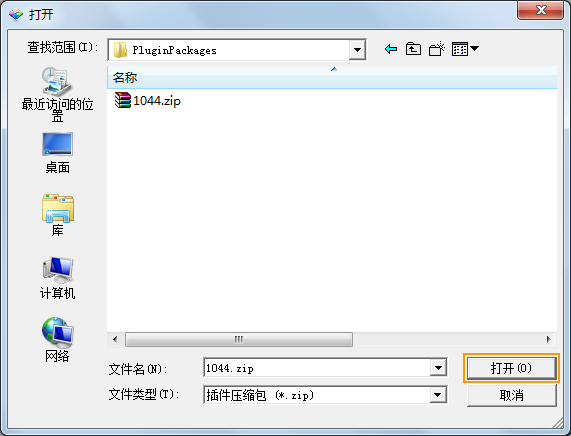 打开
查找范围(I):
PluginPackages
名称
1044.zip
最近访问的位
置
桌面
库
计算机
网络
文件名(N):
1044.zip
打开(O)
文件类型(T):
插件压缩包 (*.zip)
取消